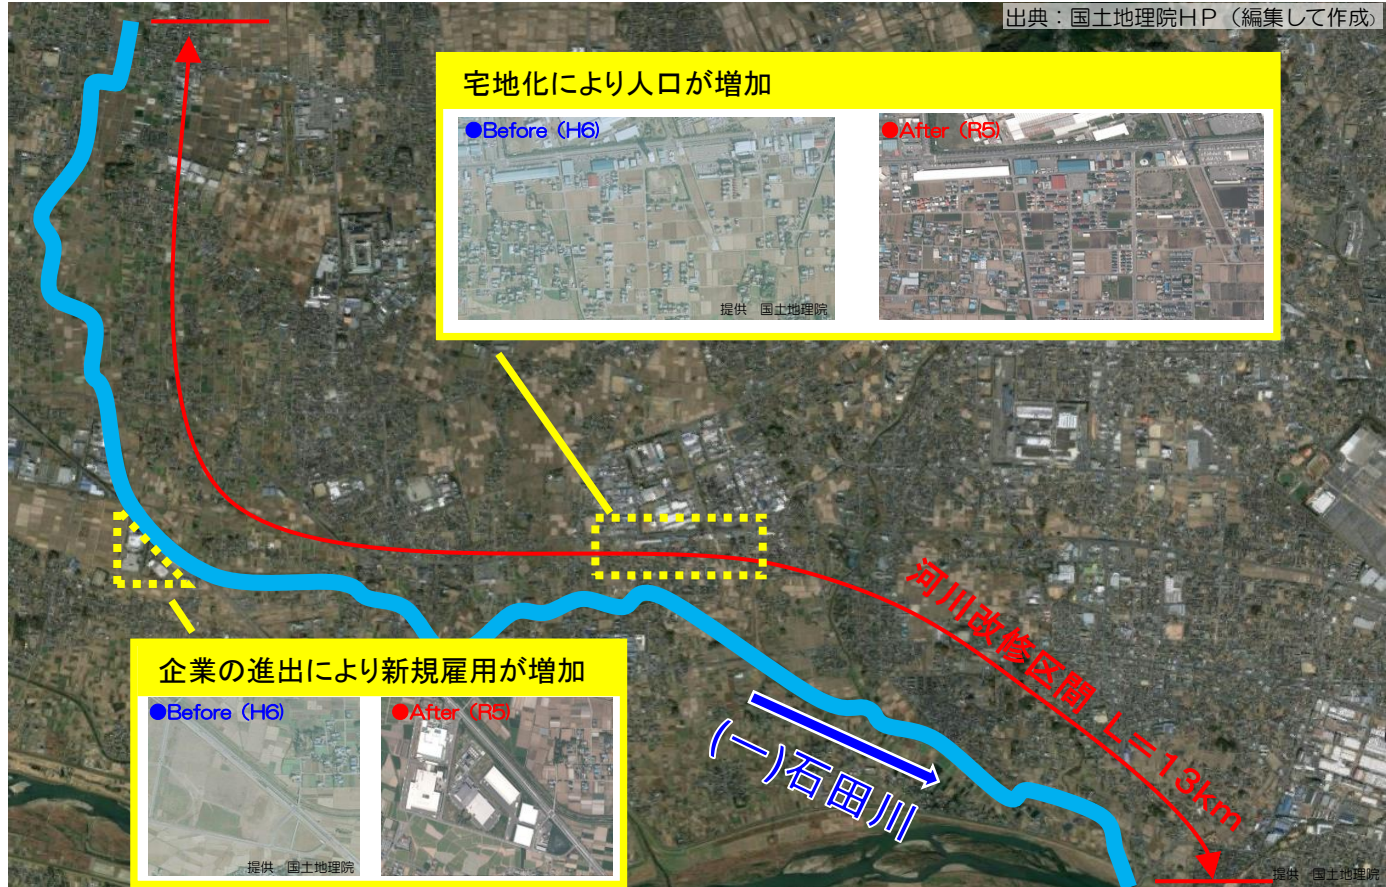 出典：国土地理院HP（編集して作成）
宅地化により人口が増加
●Before（H6）
●After（R5）
提供　国土地理院
河川改修区間 L＝13km
企業の進出により新規雇用が増加
●Before（H6）
●After（R5）
提供　国土地理院
(一)石田川
提供　国土地理院